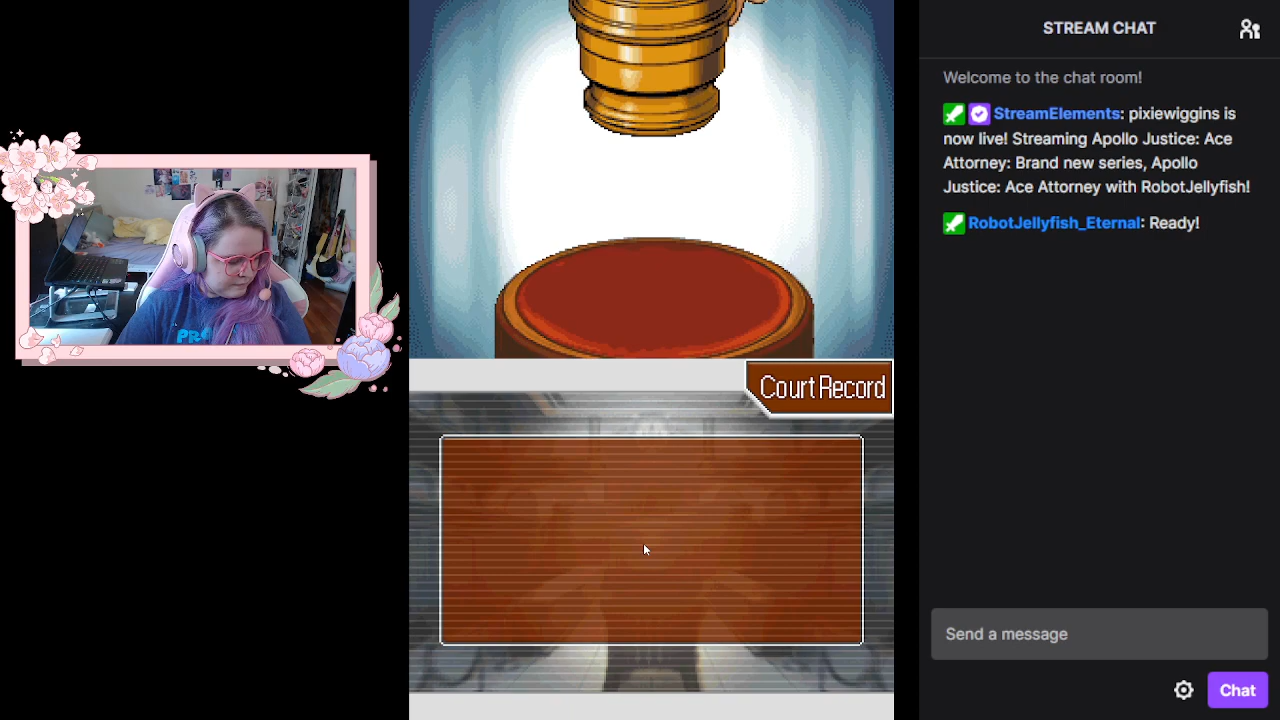 STREAM CHAT
Welcome to the chat room!
StreamElements: pixiewiggins is
now live! Streaming Apollo Justice: Ace
Attorney: Brand new series, Apollo
Justice: Ace Attorney with RobotJellyfish!
RobotJellyfish_Eternal: Ready!
Court Record
Send a message
Chat